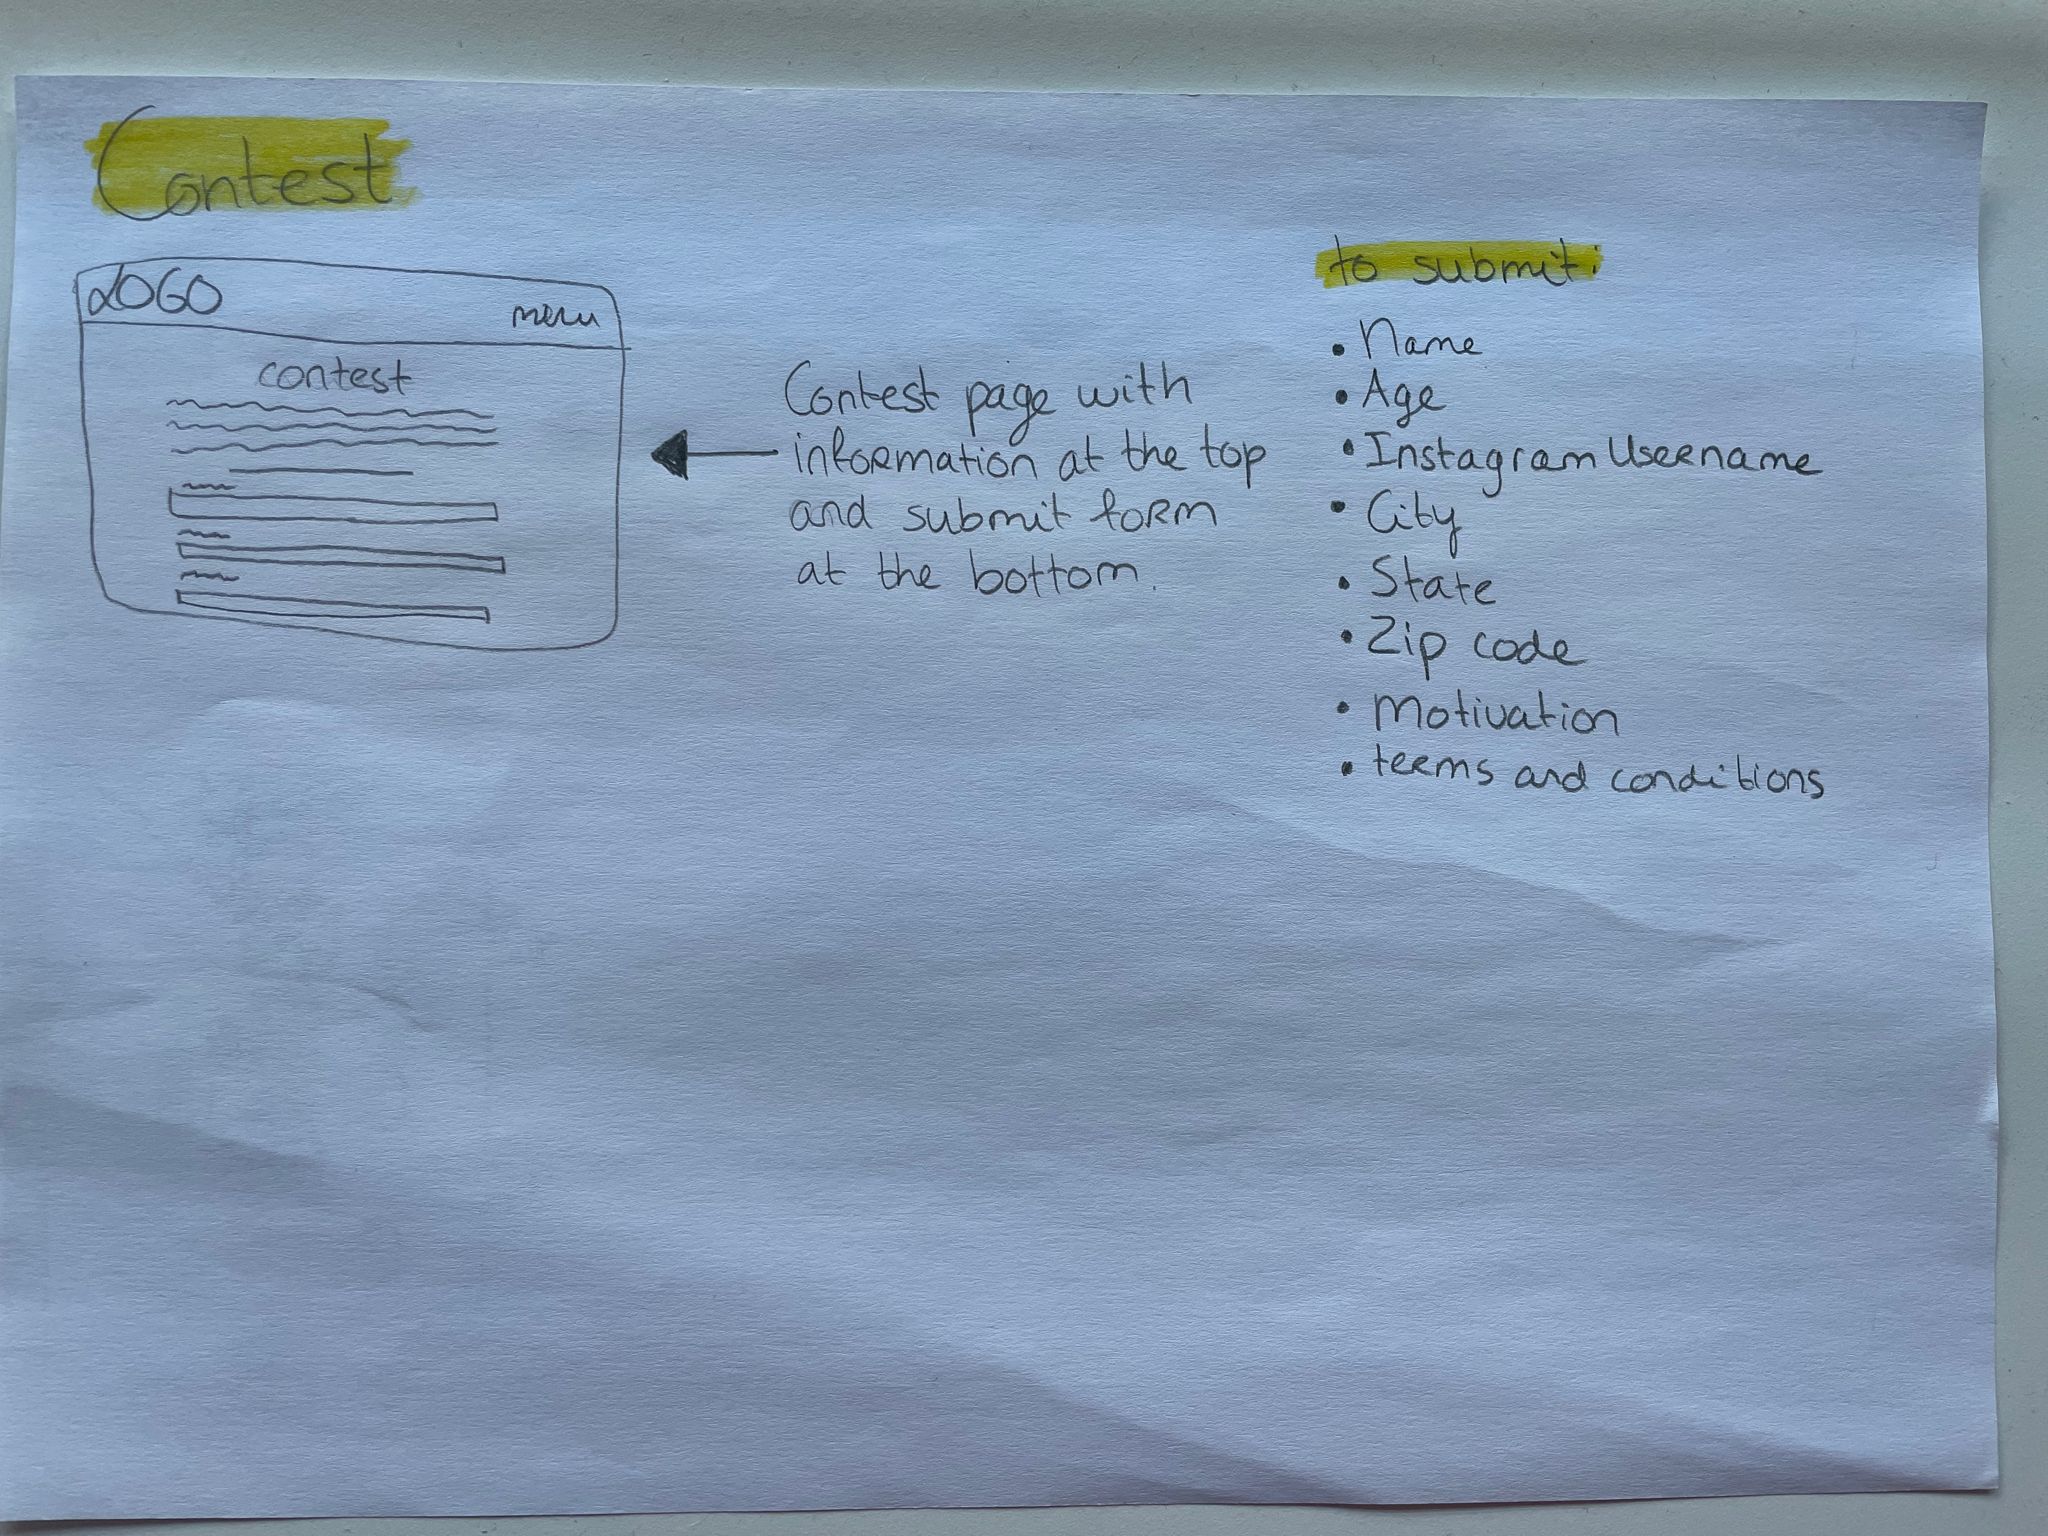 Contest
LOGO
menu
contest
Contest page with
information at the top
and submit form
at the bottom.
to submit:
• Name
• Age
• Instagram Username
• City
• State
• Zip code
• Motivation
• terms and conditions